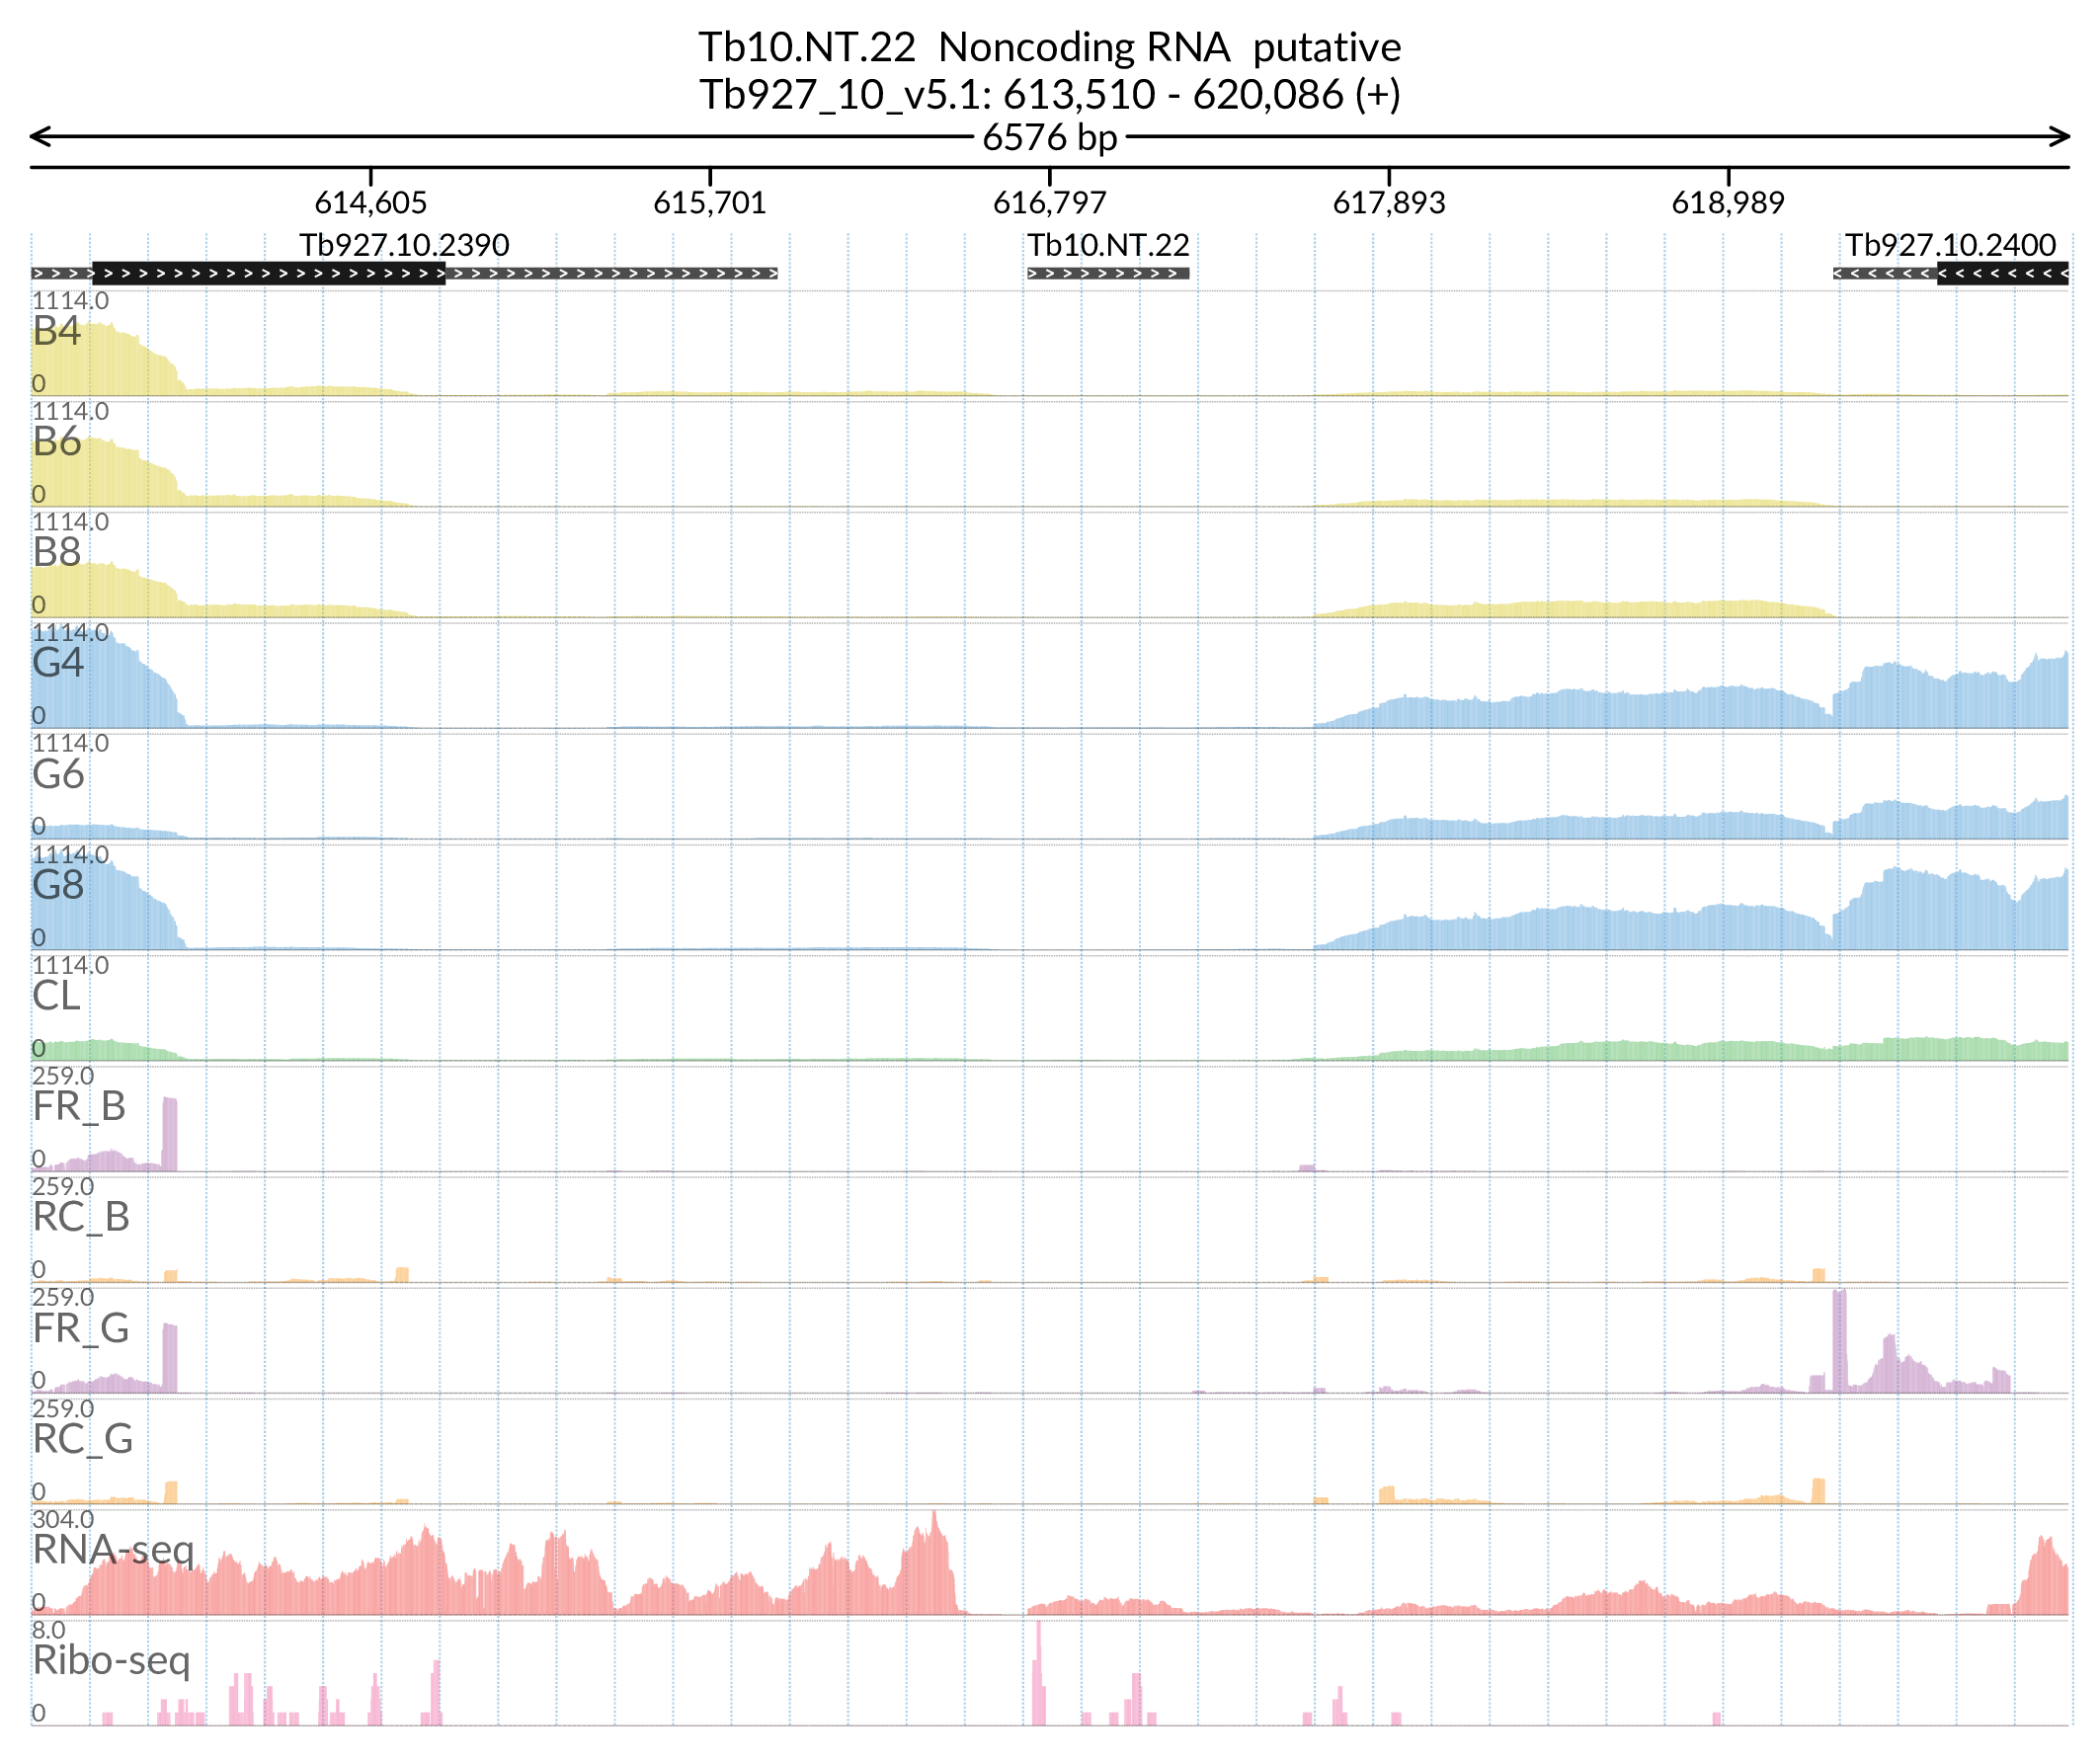 Tb10.NT.22 Noncoding RNA putative
Tb927_10_v5.1: 613,510 - 620,086 (+)
6576 bp
614,605 615,701 616,797 617,893 618,989
Tb927.10.2390 Tb10.NT.22 Tb927.10.2400
1114.0
B4
0
1114.0
B6
0
1114.0
B8
0
1114.0
G4
0
1114.0
G6
0
1114.0
G8
0
1114.0
CL
0
259.0
FR_B
0
259.0
RC_B
0
259.0
FR_G
0
259.0
RC_G
0
304.0
RNA-seq
0
8.0
Ribo-seq
0